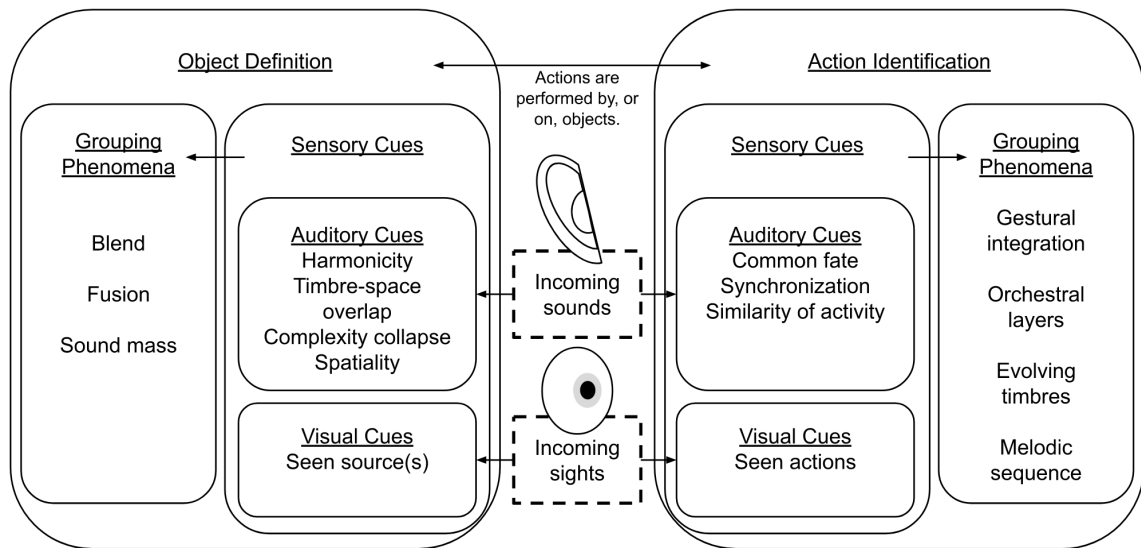 Object Definition
Actions are
performed by, or
on, objects.
Action Identification
Grouping
Phenomena
Blend
Fusion
Sound mass
Sensory Cues
Auditory Cues
Harmonicity
Timbre-space
overlap
Complexity collapse
Spatiality
Visual Cues
Seen source(s)
Incoming
sounds
Incoming
sights
Sensory Cues
Auditory Cues
Common fate
Synchronization
Similarity of activity
Visual Cues
Seen actions
Grouping
Phenomena
Gestural
integration
Orchestral
layers
Evolving
timbres
Melodic
sequence